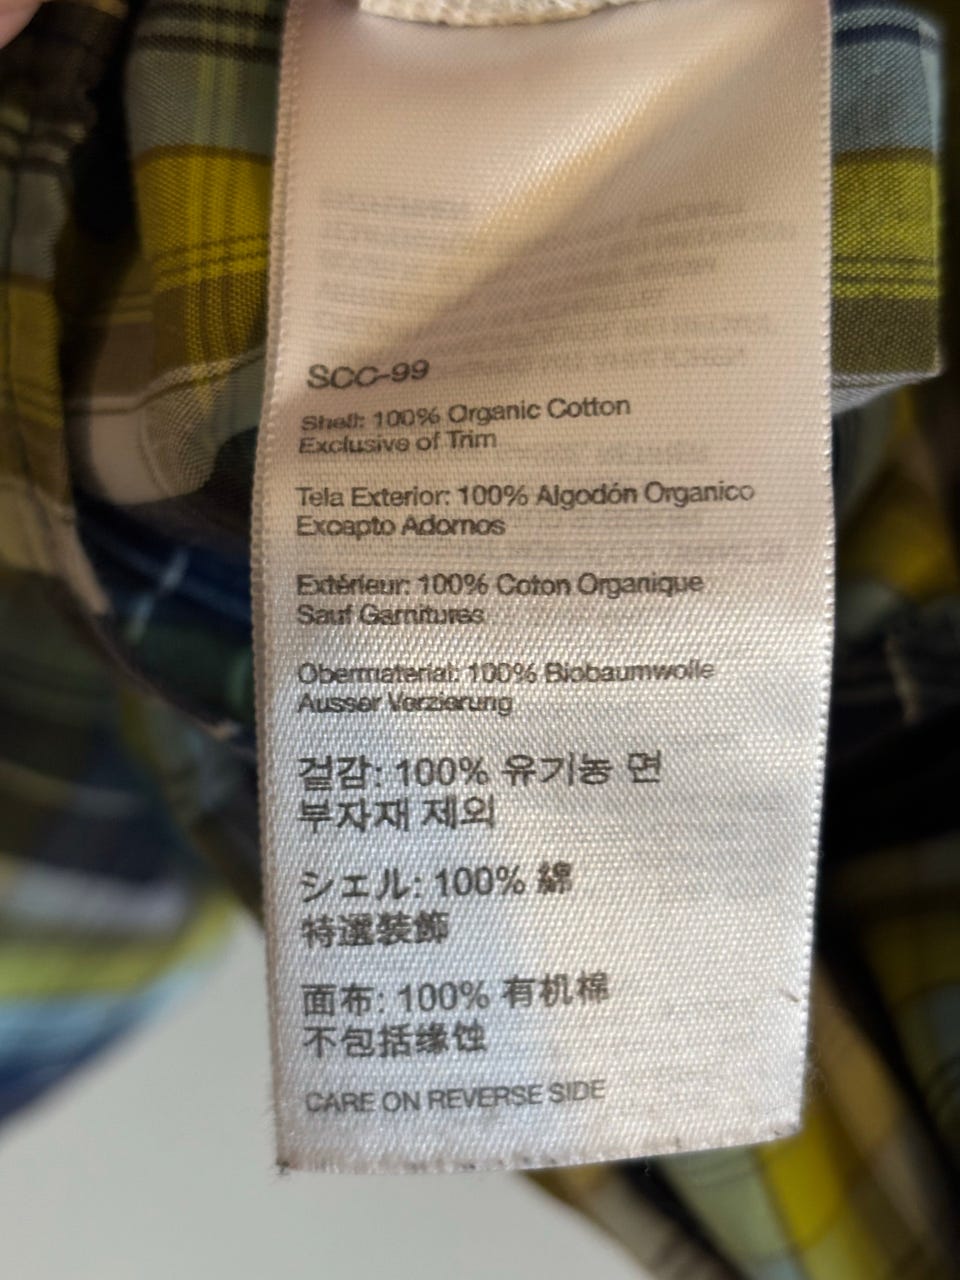 SCC-99
Shell: 100% Organic Cotton
Exclusive of Trim
Tela Exterior: 100% Algodón Organico
Excapto Adornos
Extérieur: 100% Coton Organique
Sauf Garnitures
Obermaterial: 100% Biobaumwolle
Ausser Verzierung
겉감: 100% 유기농 면
부자재 제외
シェル: 100% 綿
特選装飾
面布: 100% 有机棉
不包括缘蚀
CARE ON REVERSE SIDE